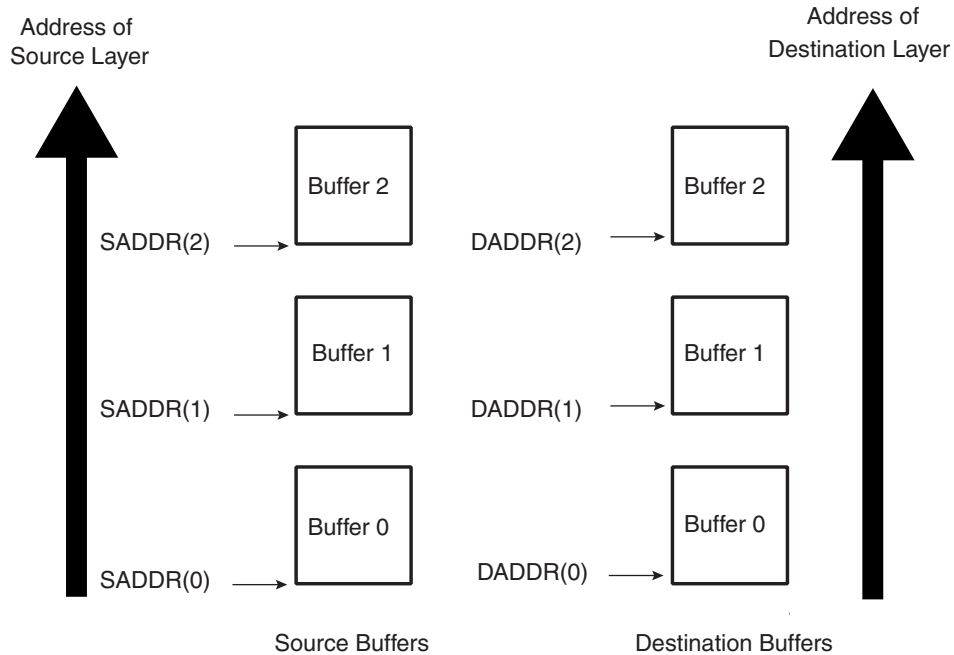 Address of
Source Layer
Address of
Destination Layer
Buffer 2
Buffer 2
SADDR(2)
DADDR(2)
Buffer 1
Buffer 1
SADDR(1)
DADDR(1)
Buffer 0
Buffer 0
SADDR(0)
DADDR(0)
Source Buffers
Destination Buffers